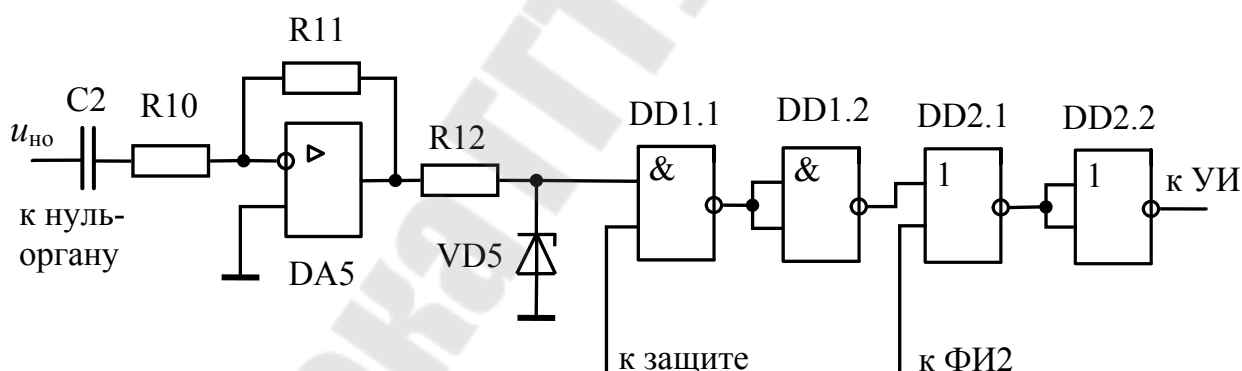 R11
C2
R10
uно
к нуль-
органу
DA5
R12
VD5
DD1.1
&
DD1.2
&
DD2.1
1
DD2.2
1
к УИ
к защите
к ФИ2